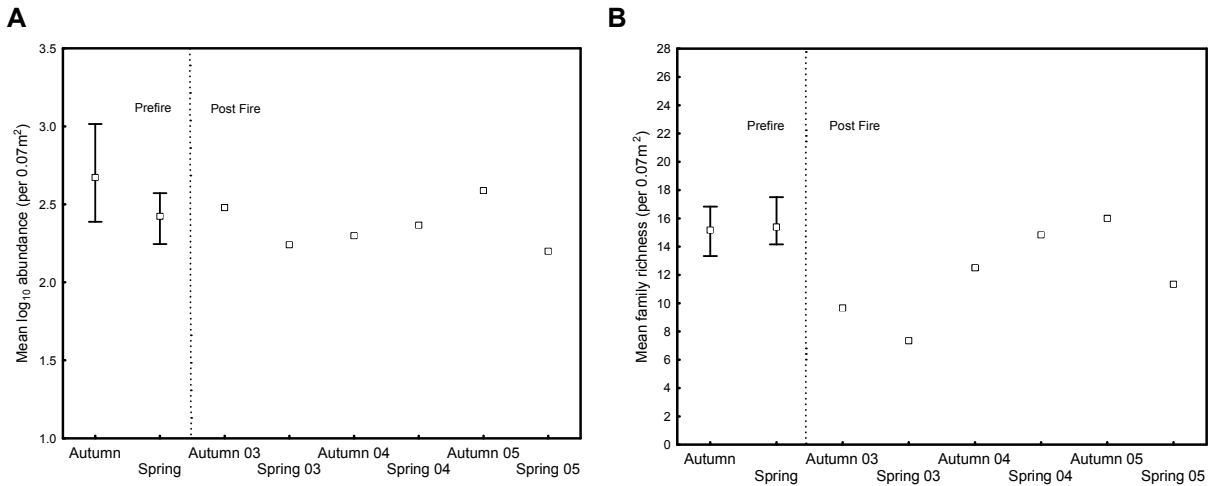 A
Mean log₁₀ abundance (per 0.07m²)
3.5
3.0
2.5
2.0
1.5
1.0
Prefire
Post Fire
Autumn
Spring
Autumn 03
Spring 03
Autumn 04
Spring 04
Autumn 05
Spring 05
B
Mean family richness (per 0.07m²)
28
26
24
22
20
18
16
14
12
10
8
6
4
2
0
Prefire
Post Fire
Autumn
Spring
Autumn 03
Spring 03
Autumn 04
Spring 04
Autumn 05
Spring 05